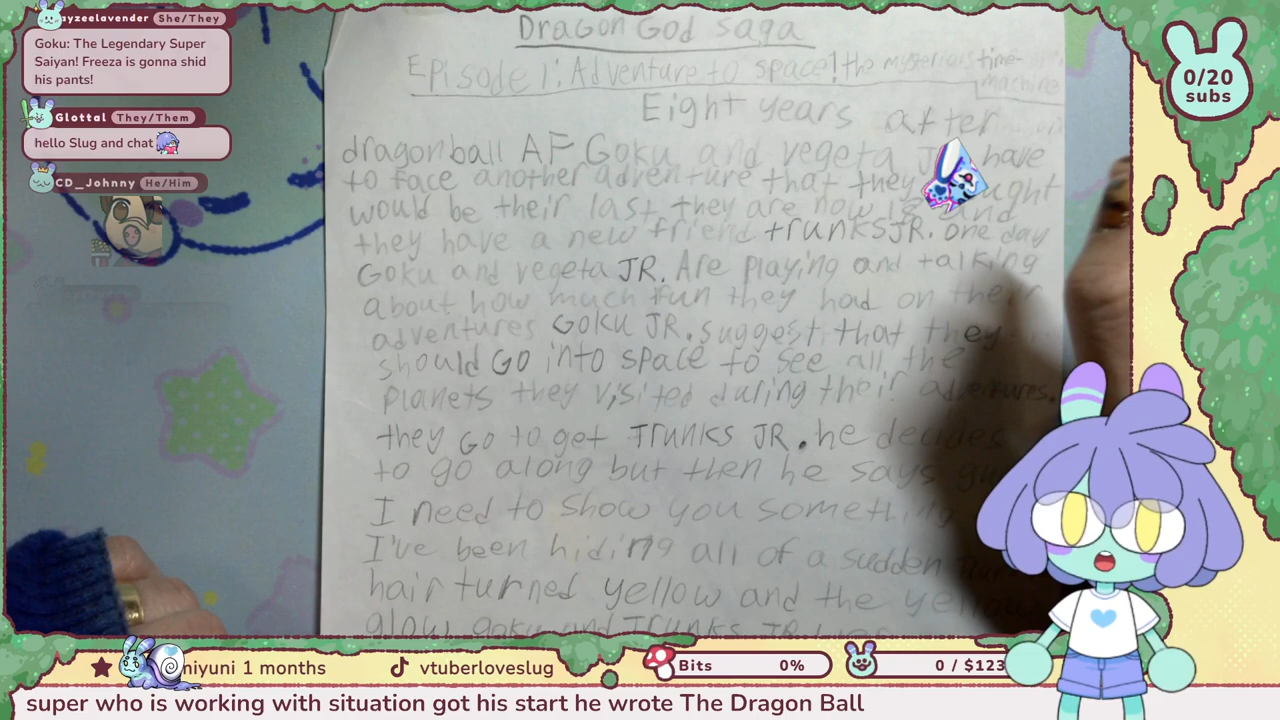 ayzeelavender She/They
Goku: The Legendary Super
Saiyan! Freeza is gonna shid
his pants!
Glottal They/Them
hello Slug and chat
CD_Johnny He/Him
Dragon God saga
Episode 1: Adventure to space! the mysterious time-
machine
Eight years after
dragonball AF Goku and vegeta have
to face another adventure that they
would be their last they are now and
they have a new friend trunks JR. one day
Goku and vegeta JR. Are playing and talking
about how much fun they had on their
adventures Goku JR. suggest that they
should Go into space to see all the
planets they visited during their adventures.
they Go to get Trunks JR. he decides
to go along but then he says
I need to show you something
I've been hiding all of a sudden
hair turned yellow and the yellow
glow goku and Trunks JR.
0/20
subs
niyuni 1 months
vtuberloveslug
Bits 0%
0 / $123
super who is working with situation got his start he wrote The Dragon Ball